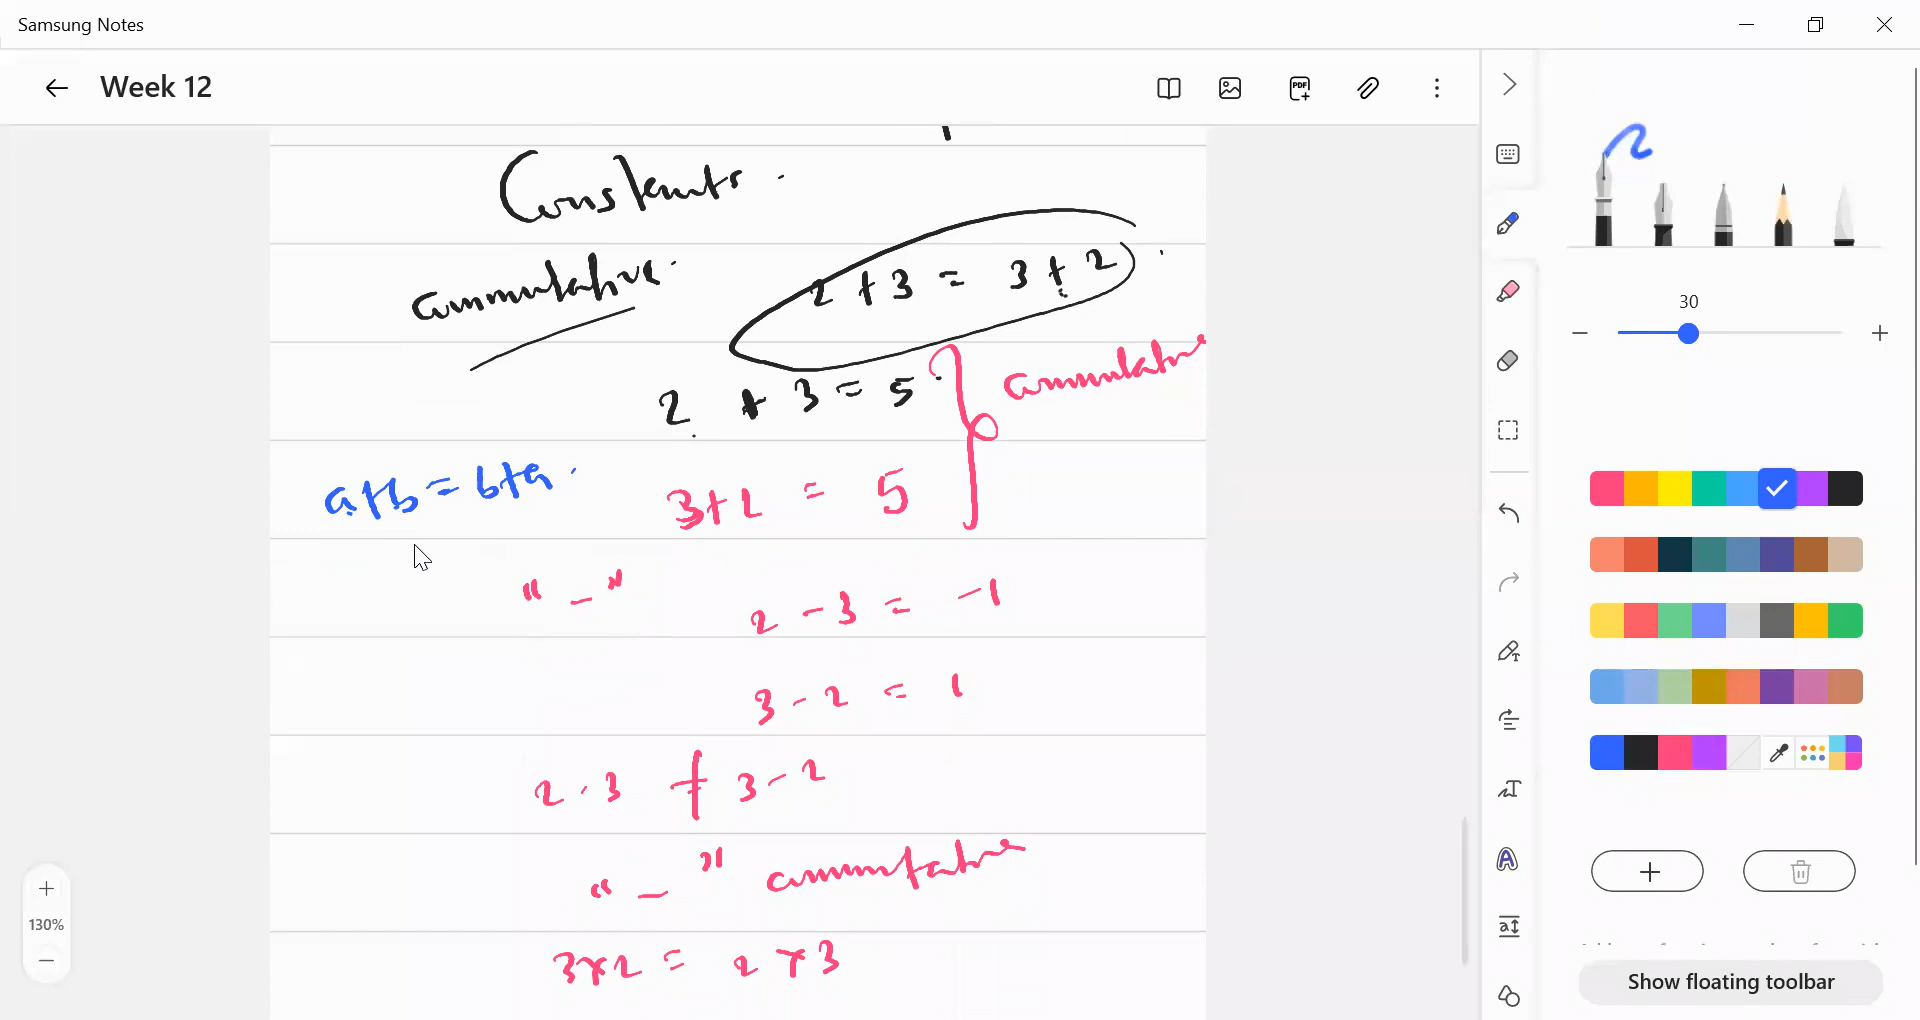 Samsung Notes
Week 12
Constants.
commutative.
2 + 3 = 3 + 2
2 + 3 = 5
commutative
a+b = b+a
3+2 = 5
" - "
2 - 3 = -1
3 - 2 = 1
2 - 3 ≠ 3 - 2
" - " commutative
3×2 = 2×3
30
130%
Show floating toolbar